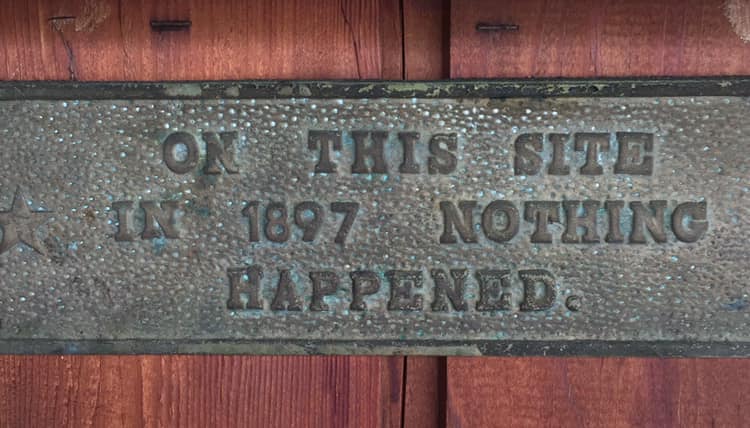 ON THIS SITE
IN 1897 NOTHING
HAPPENED.